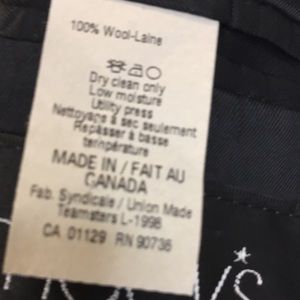 100% Wool-Laine
Dry clean only
Low moisture
Utility press
Nettoyage à sec seulement
Repasser à basse
température
MADE IN / FAIT AU
CANADA
Fab. Syndicale / Union Made
Teamsters L-1998
CA 01129 RN 90736